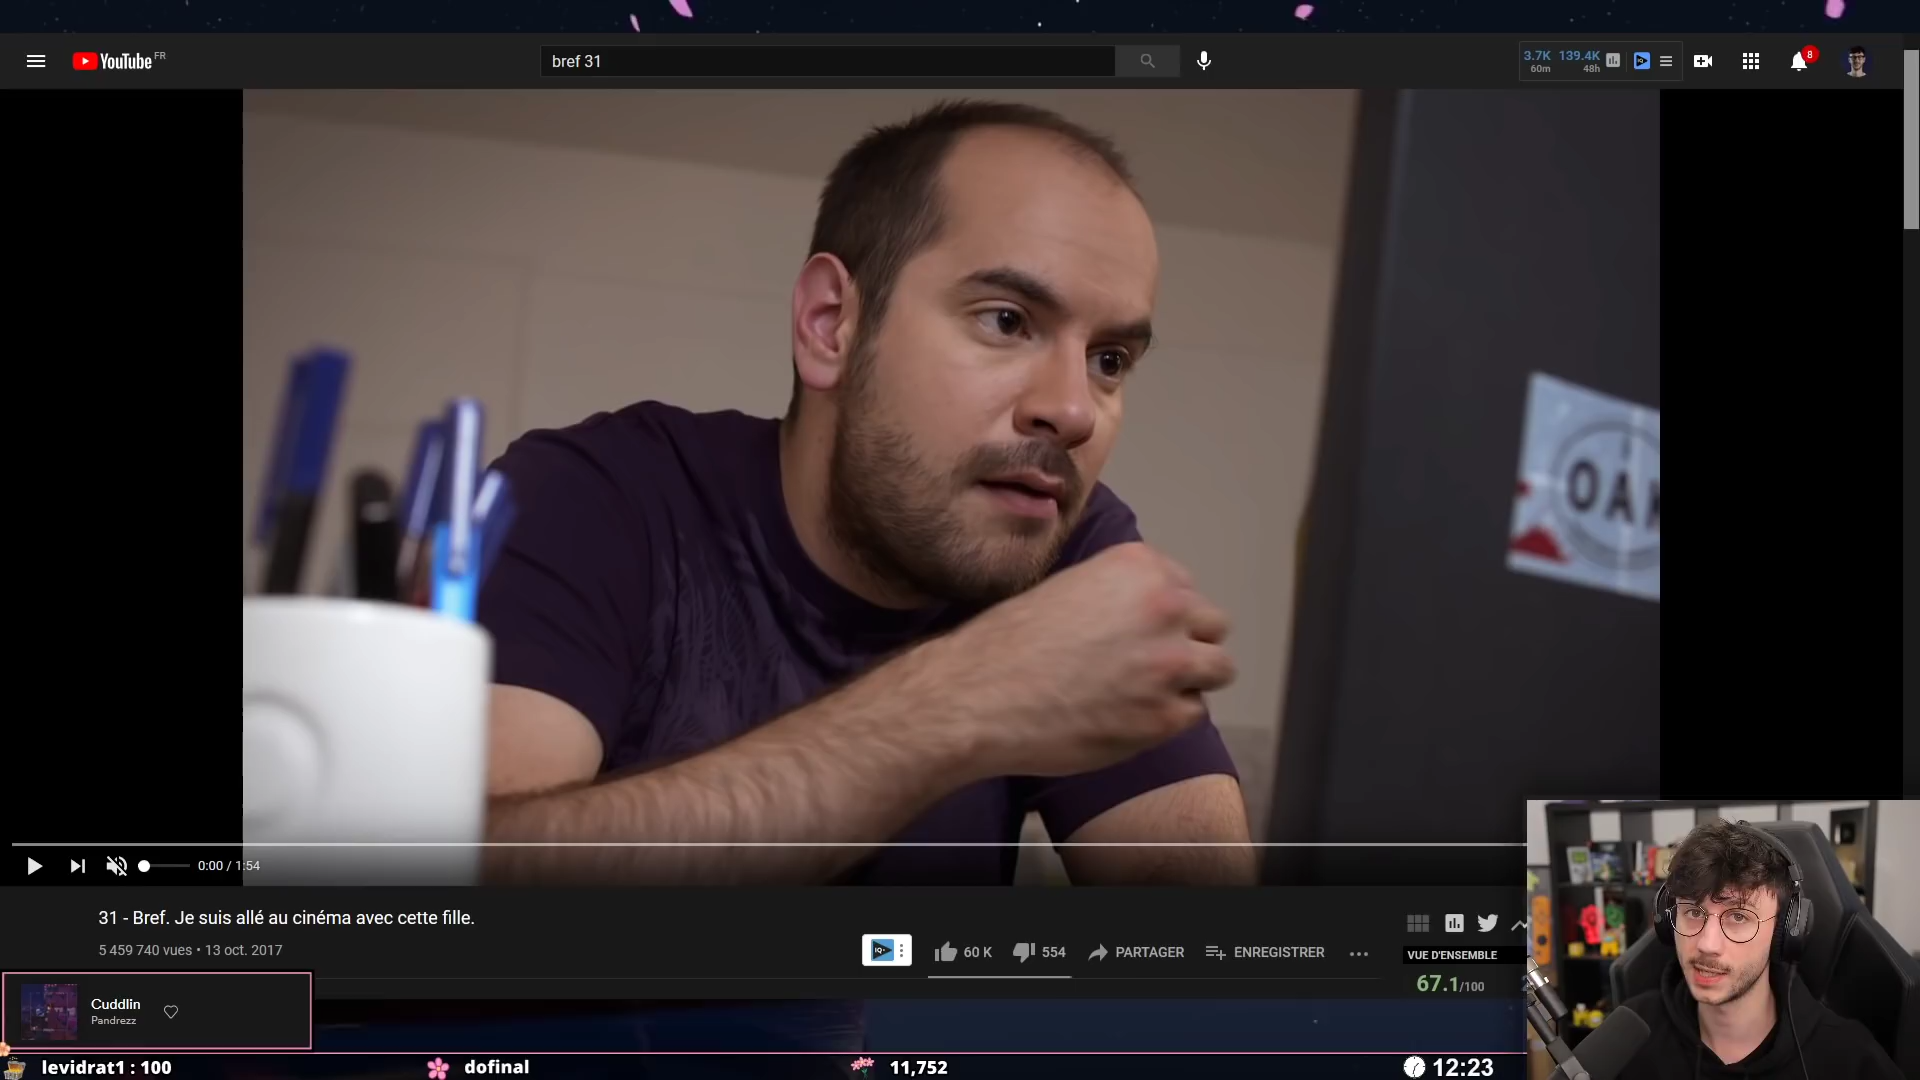 YouTube FR
bref 31
3.7K 139.4K
60m 48h
8
OAK
0:00 / 1:54
31 - Bref. Je suis allé au cinéma avec cette fille.
5 459 740 vues • 13 oct. 2017
60 K
554
PARTAGER
ENREGISTRER
VUE D'ENSEMBLE
67.1/100
Cuddlin
Pandrezz
levidrat1 : 100
dofinal
11,752
12:23